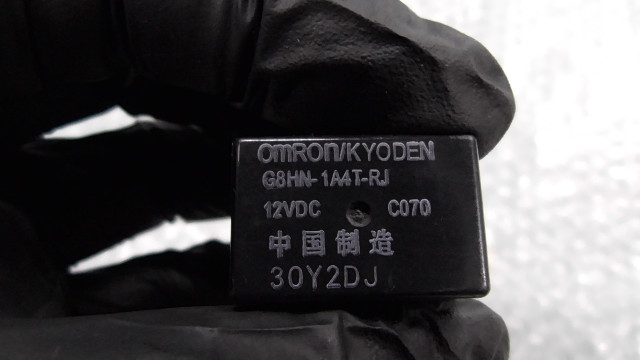 OMRON/KYODEN
G8HN-1A4T-RJ
12VDC C070
中国制造
30Y2DJ